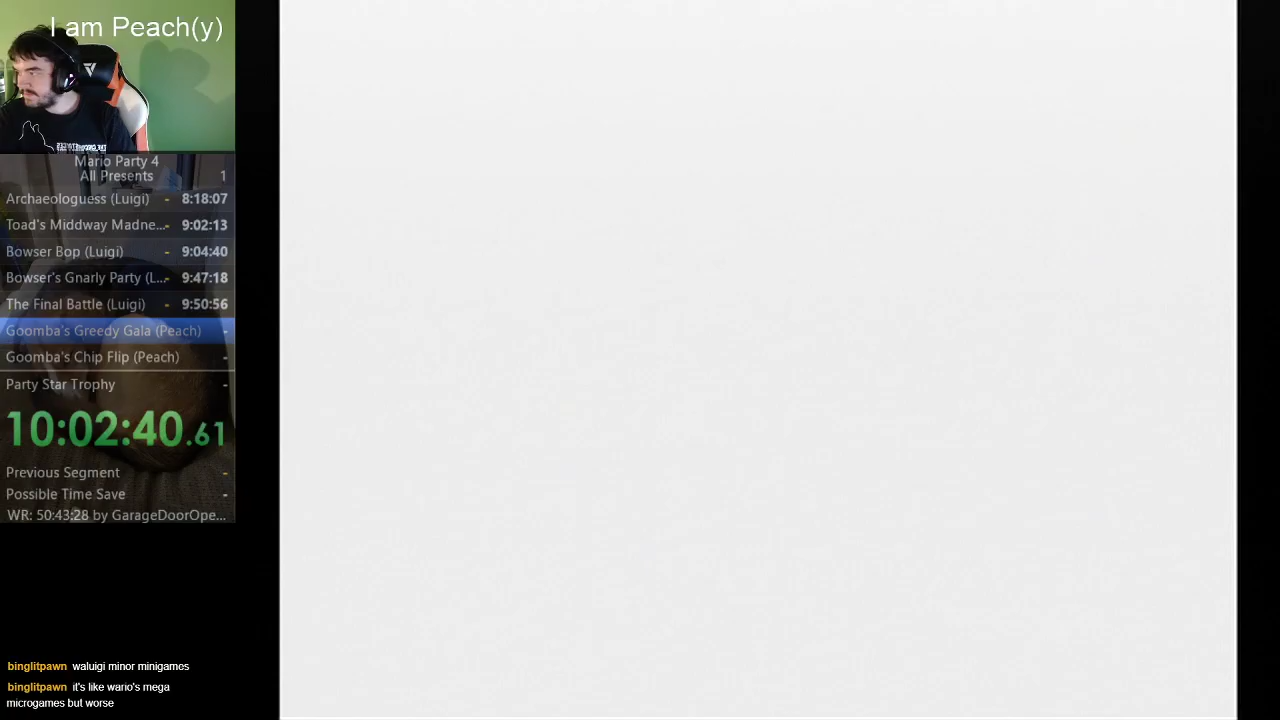 I am Peach(y)
Mario Party 4
All Presents 1
Archaeologuess (Luigi) - 8:18:07
Toad's Middway Madne... - 9:02:13
Bowser Bop (Luigi) - 9:04:40
Bowser's Gnarly Party (L... - 9:47:18
The Final Battle (Luigi) - 9:50:56
Goomba's Greedy Gala (Peach) -
Goomba's Chip Flip (Peach) -
Party Star Trophy -
10:02:40.61
Previous Segment -
Possible Time Save -
WR: 50:43:28 by GarageDoorOpe...
binglitpawn waluigi minor minigames
binglitpawn it's like wario's mega
microgames but worse